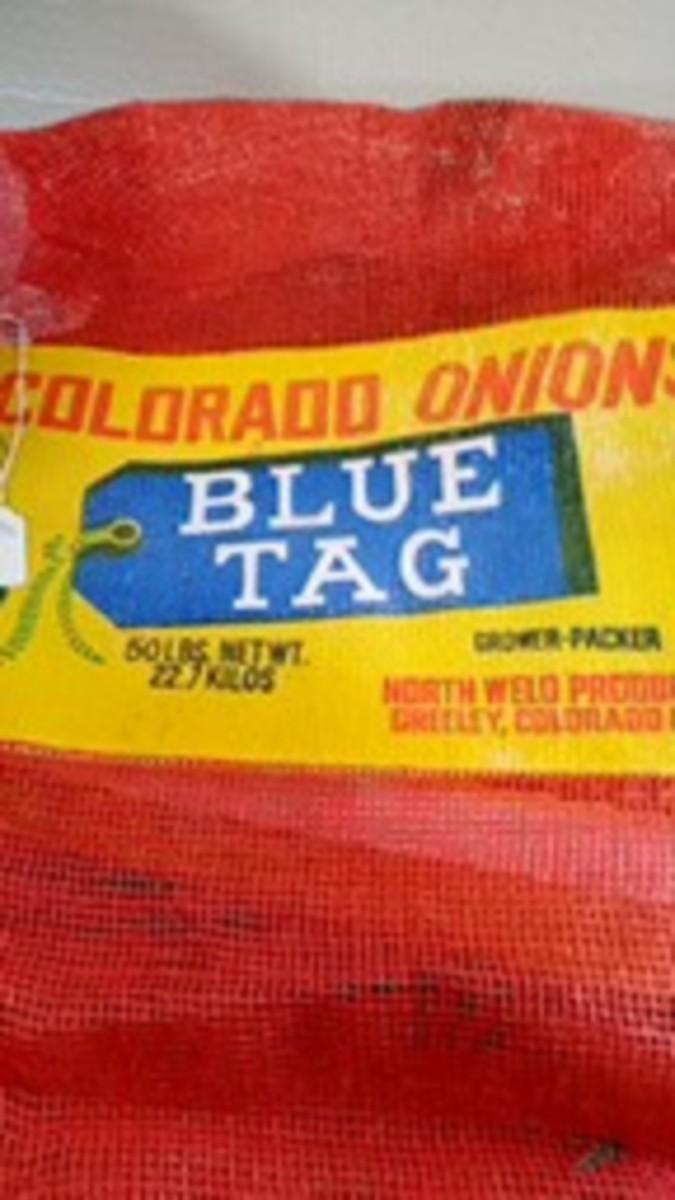 COLORADO ONIONS
BLUE
TAG
50 LBS. NET WT.
22.7 KILOS
GROWER-PACKER
NORTH WELD
GREELEY, COLORADO